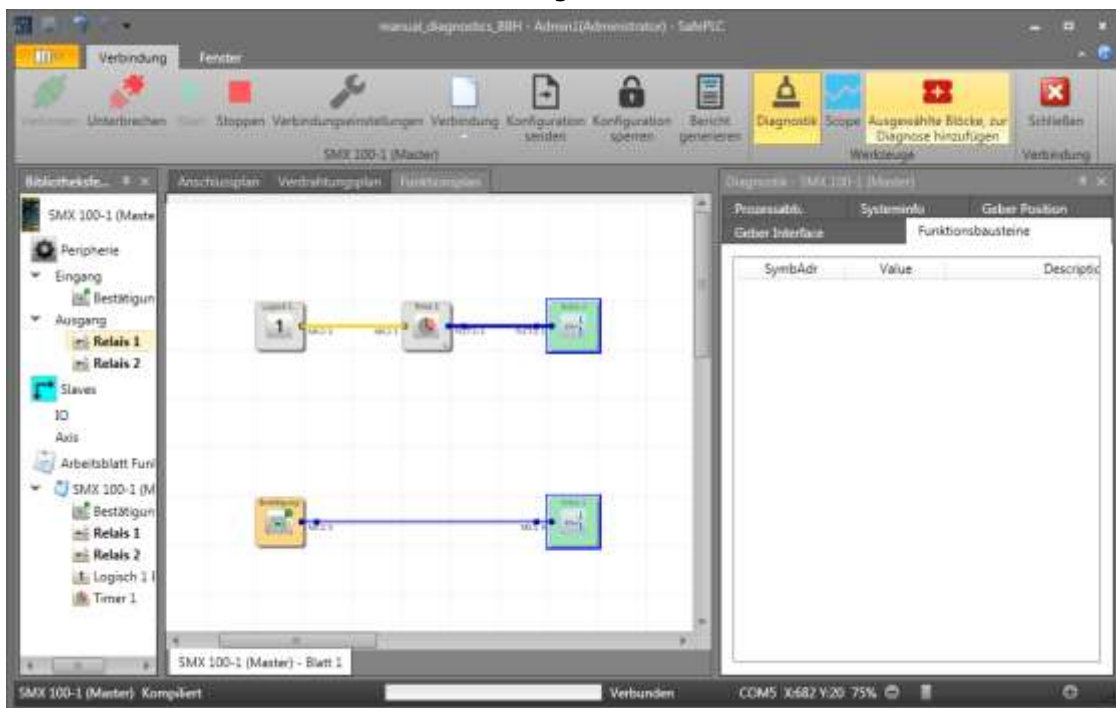 manual_diagnostics_BBH - Admin1(Administrator) - SafePLC
Verbindung
Fenster
Unterbrechen
Stoppen
Verbindungseinstellungen
Verbindung
Konfiguration senden
Konfiguration sperren
Bericht generieren
Diagnostik
Scope
Ausgewählte Blöcke, zur
Diagnose hinzufügen
Schließen
SMX 100-1 (Master)
Werkzeuge
Verbindung
Bibliotheksfe...
Anschlussplan
Verdrahtungsplan
Funktionsplan
Diagnostik - SMX 100-1 (Master)
SMX 100-1 (Maste
Peripherie
Eingang
Bestätigun
Ausgang
Relais 1
Relais 2
Slaves
IO
Axis
Arbeitsblatt Funl
SMX 100-1 (M
Bestätigun
Relais 1
Relais 2
Logisch 1
Timer 1
Prozessabb.
Systeminfo
Geber Position
Geber Interface
Funktionsbausteine
SymbAdr
Value
Descriptic
1
SMX 100-1 (Master) - Blatt 1
SMX 100-1 (Master) Kompiliert
Verbunden
COM5 X:682 Y:20 75%